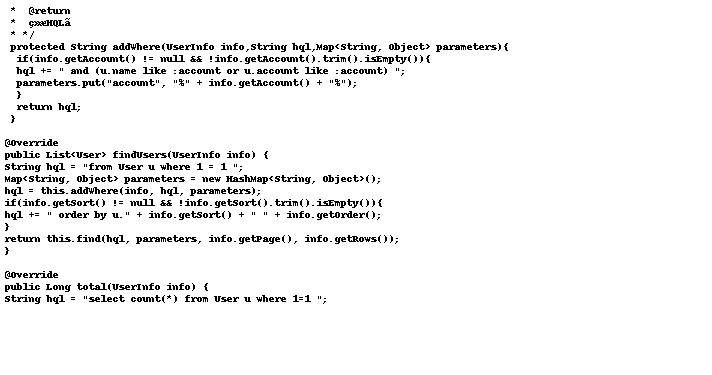 *  @return
*  ç»æHQLã
* */
protected String addWhere(UserInfo info,String hql,Map<String, Object> parameters){
if(info.getAccount() != null && !info.getAccount().trim().isEmpty()){
hql += " and (u.name like :account or u.account like :account) ";
parameters.put("account", "%" + info.getAccount() + "%");
}
return hql;
}
@Override
public List<User> findUsers(UserInfo info) {
String hql = "from User u where 1 = 1 ";
Map<String, Object> parameters = new HashMap<String, Object>();
hql = this.addWhere(info, hql, parameters);
if(info.getSort() != null && !info.getSort().trim().isEmpty()){
hql += " order by u." + info.getSort() + " " + info.getOrder();
}
return this.find(hql, parameters, info.getPage(), info.getRows());
}
@Override
public Long total(UserInfo info) {
String hql = "select count(*) from User u where 1=1 ";